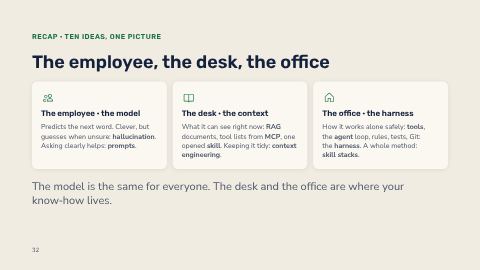 RECAP • TEN IDEAS, ONE PICTURE
The employee, the desk, the office
The employee • the model
Predicts the next word. Clever, but
guesses when unsure: hallucination.
Asking clearly helps: prompts.
The desk • the context
What it can see right now: RAG
documents, tool lists from MCP, one
opened skill. Keeping it tidy: context
engineering.
The office • the harness
How it works alone safely: tools,
the agent loop, rules, tests, Git:
the harness. A whole method:
skill stacks.
The model is the same for everyone. The desk and the office are where your
know-how lives.
32